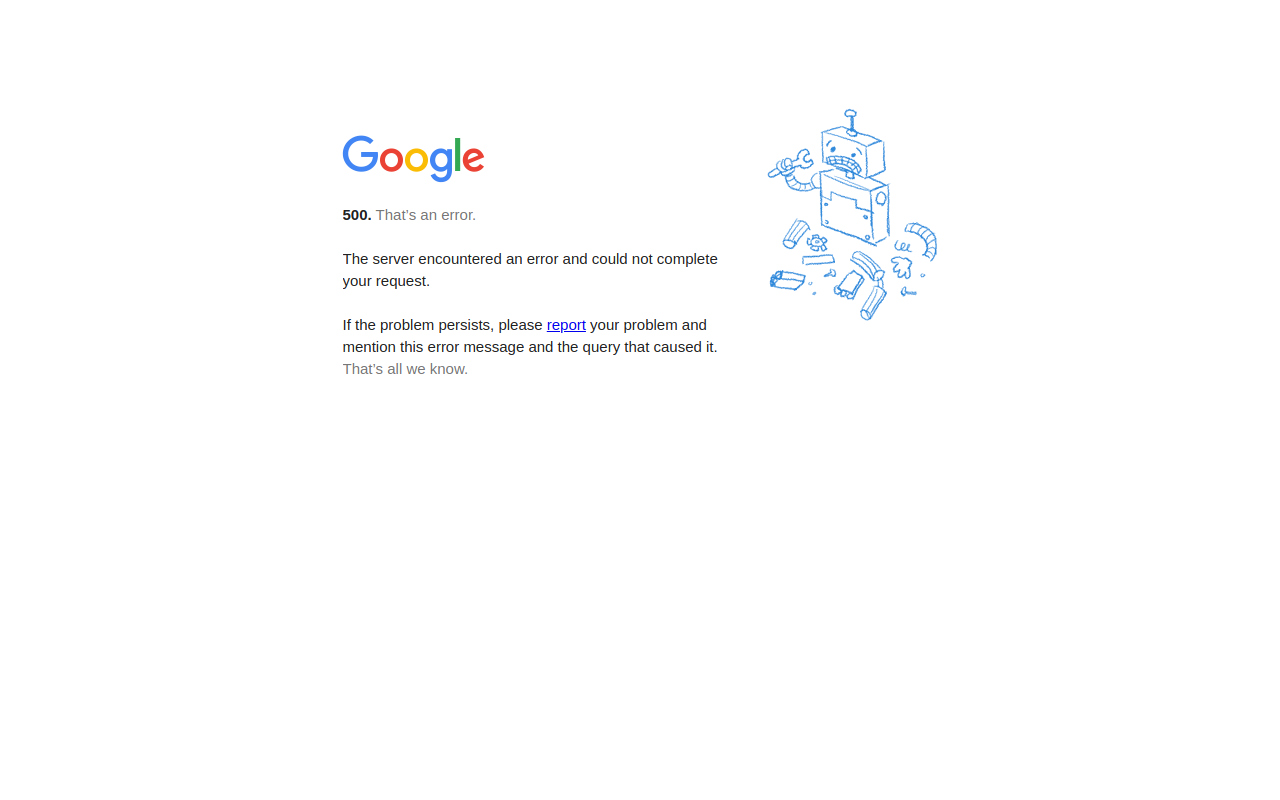 Google
500. That’s an error.
The server encountered an error and could not complete
your request.
If the problem persists, please report your problem and
mention this error message and the query that caused it.
That’s all we know.